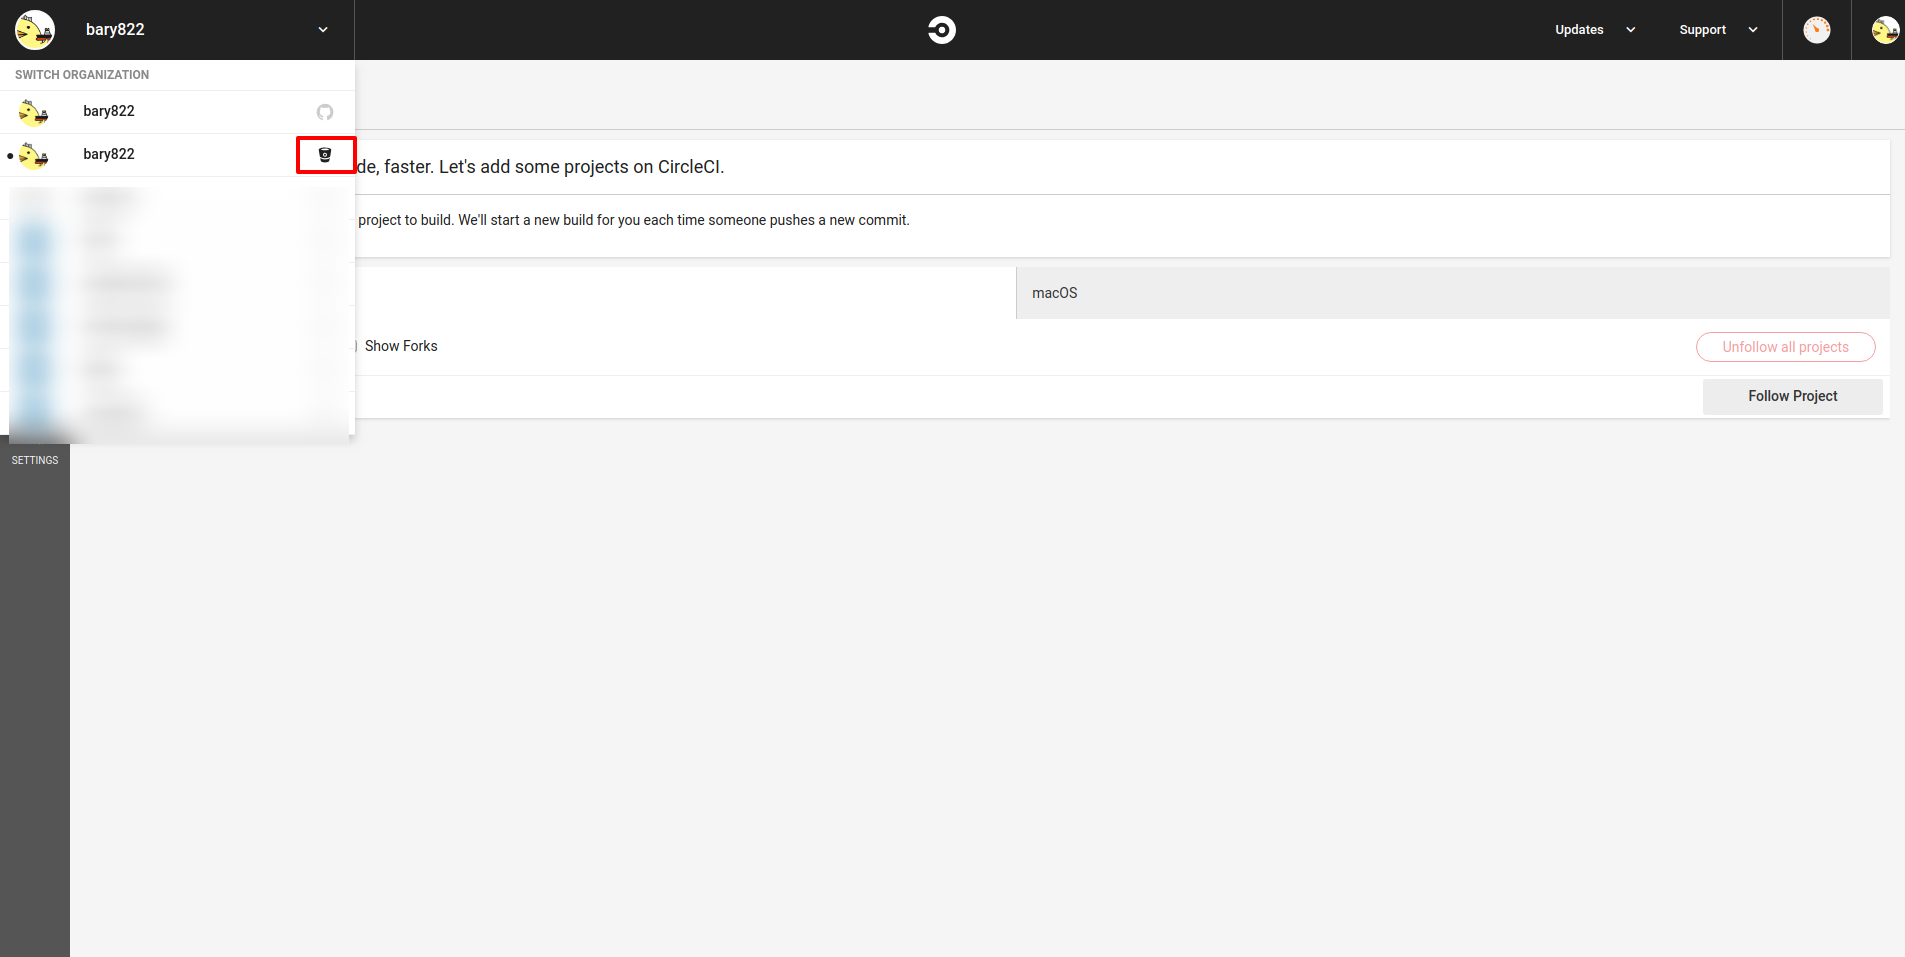 bary822
Updates
Support
SWITCH ORGANIZATION
bary822
bary822
de, faster. Let's add some projects on CircleCI.
project to build. We'll start a new build for you each time someone pushes a new commit.
macOS
Show Forks
Unfollow all projects
Follow Project
SETTINGS